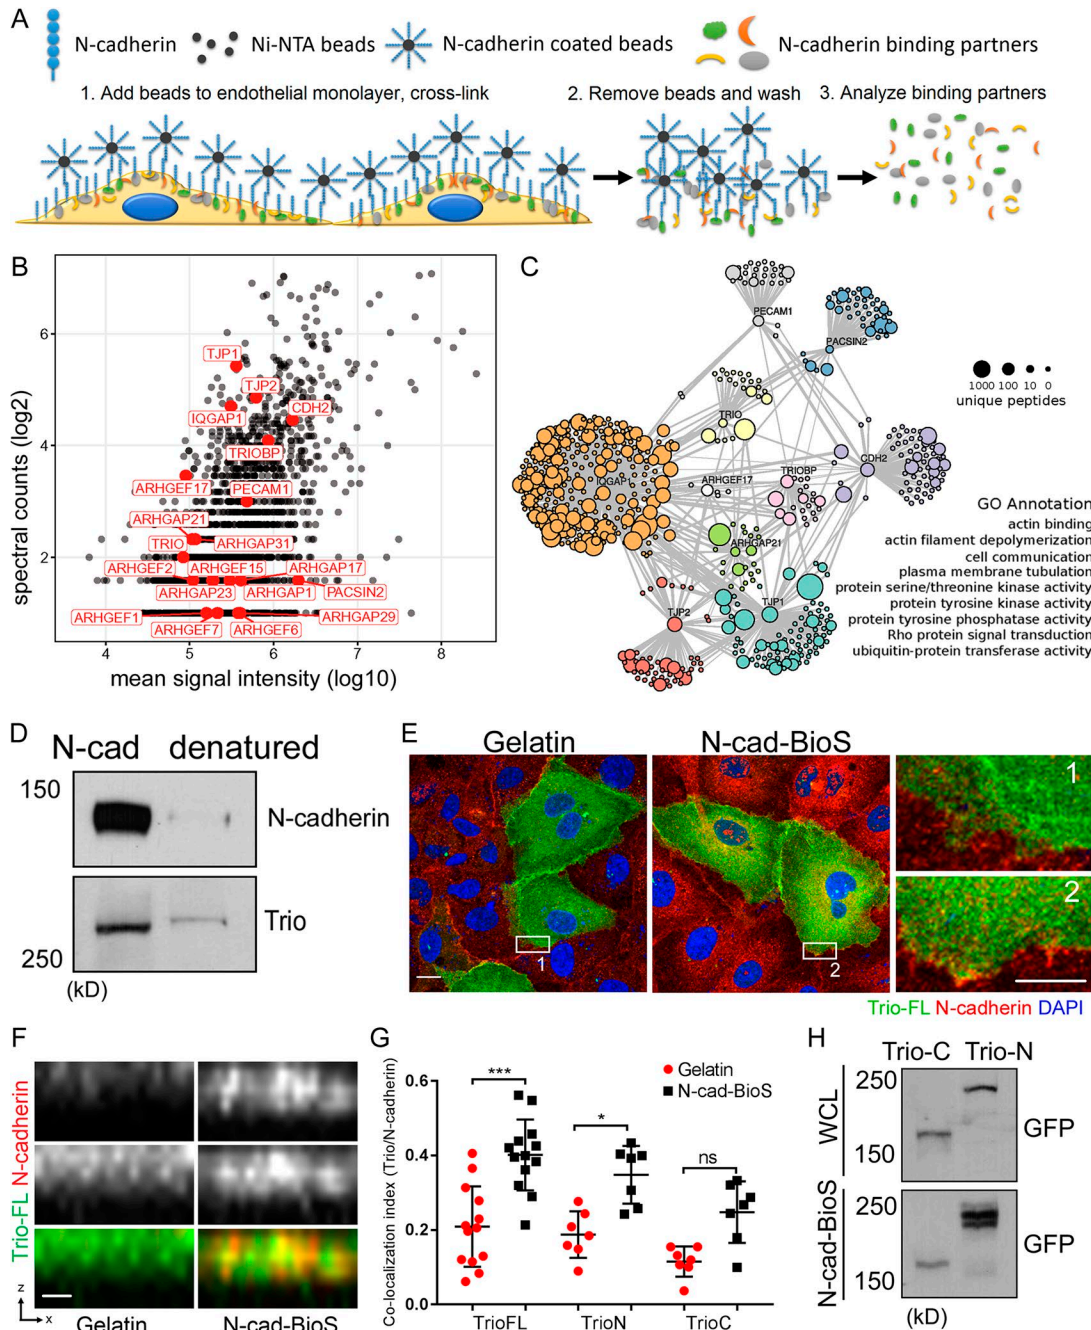 A
N-cadherin
Ni-NTA beads
N-cadherin coated beads
N-cadherin binding partners
1. Add beads to endothelial monolayer, cross-link
2. Remove beads and wash
3. Analyze binding partners
B
spectral counts (log2)
6
4
2
TJP1
TJP2
IQGAP1
CDH2
TRIOBP
ARHGEF17
PECAM1
ARHGAP21
TRIO
ARHGAP31
ARHGEF2
ARHGEF15
ARHGAP17
ARHGAP23
ARHGAP1
PACSIN2
ARHGEF1
ARHGAP29
ARHGEF7
ARHGEF6
4
5
6
7
8
mean signal intensity (log10)
C
PECAM1
PACSIN2
TRIO
IQGAP1
ARHGEF17
TRIOBP
CDH2
ARHGAP21
TJP2
TJP1
1000 100 10 0
unique peptides
GO Annotation
actin binding
actin filament depolymerization
cell communication
plasma membrane tubulation
protein serine/threonine kinase activity
protein tyrosine kinase activity
protein tyrosine phosphatase activity
Rho protein signal transduction
ubiquitin-protein transferase activity
D
N-cad denatured
150
N-cadherin
Trio
250
(kD)
E
Gelatin
N-cad-BioS
1
2
1
2
Trio-FL N-cadherin DAPI
F
Trio-FL N-cadherin
z
x
Gelatin
N-cad-BioS
G
Co-localization index (Trio/N-cadherin)
0.6
0.4
0.2
0.0
***
*
ns
Gelatin
N-cad-BioS
TrioFL
TrioN
TrioC
H
Trio-C Trio-N
WCL
250
150
GFP
N-cad-BioS
250
150
GFP
(kD)